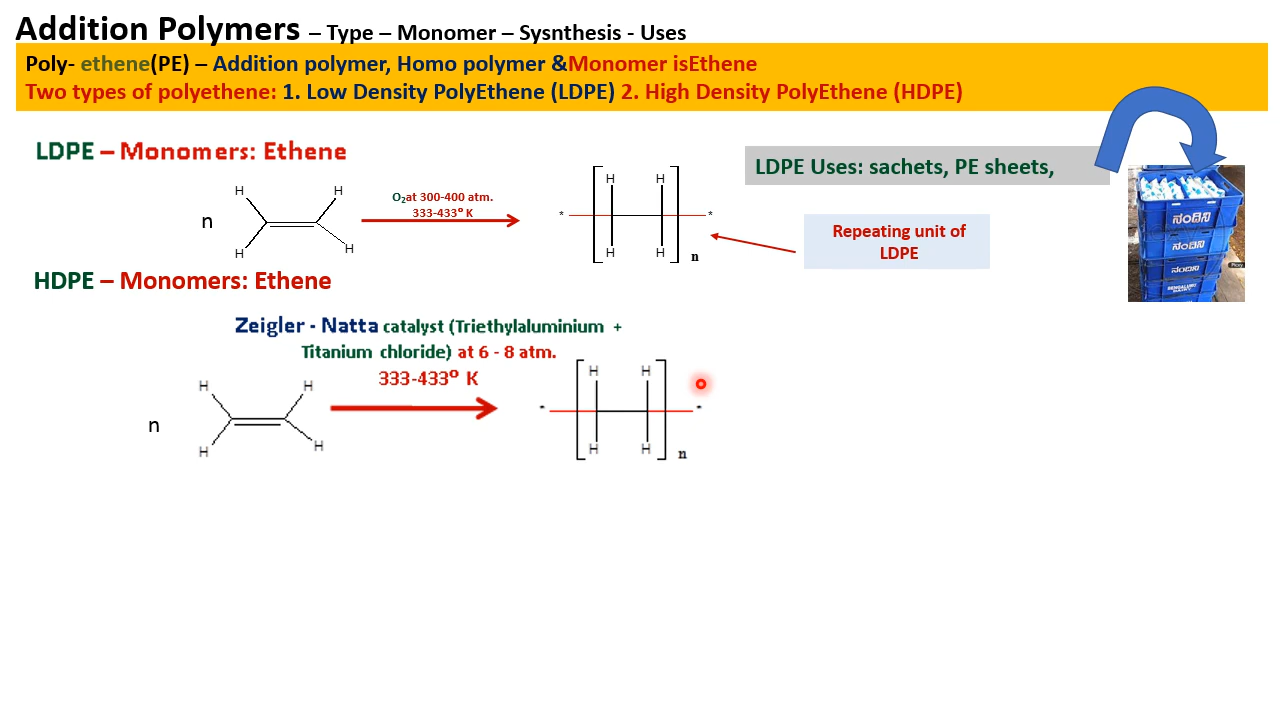 Addition Polymers – Type – Monomer – Sysnthesis - Uses
Poly- ethene(PE) – Addition polymer, Homo polymer &Monomer isEthene
Two types of polyethene: 1. Low Density PolyEthene (LDPE) 2. High Density PolyEthene (HDPE)
LDPE – Monomers: Ethene
LDPE Uses: sachets, PE sheets,
n
H H
H H
O₂at 300-400 atm.
333-433⁰ K
* H H *
H H n
Repeating unit of
LDPE
ನಂದಿನಿ
ನಂದಿನಿ
ನಂದಿನಿ
HDPE – Monomers: Ethene
Zeigler - Natta catalyst (Triethylaluminium +
Titanium chloride) at 6 - 8 atm.
333-433⁰ K
n
H H
H H
* H H *
H H n